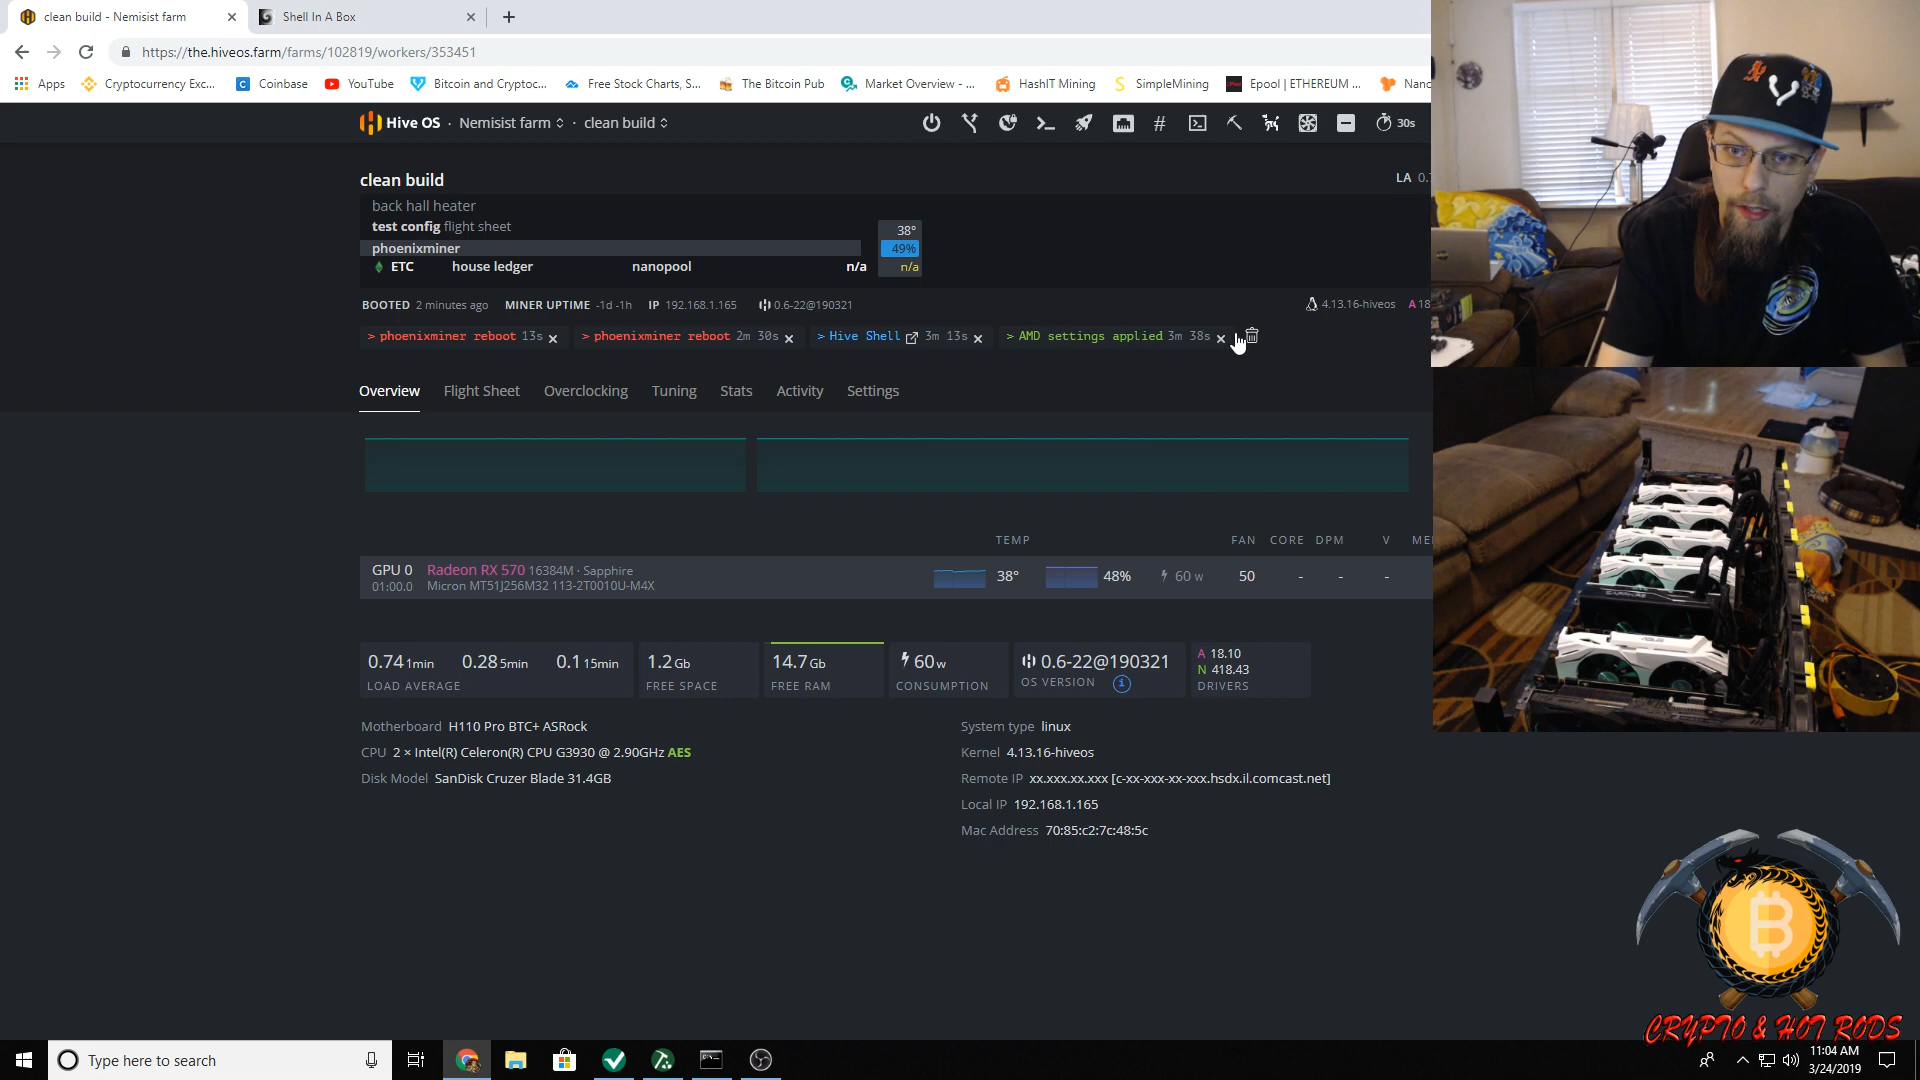 clean build - Nemisist farm
Shell In A Box
https://the.hiveos.farm/farms/102819/workers/353451
Apps
Cryptocurrency Exc...
Coinbase
YouTube
Bitcoin and Cryptoc...
Free Stock Charts, S...
The Bitcoin Pub
Market Overview - ...
HashIT Mining
SimpleMining
Epool | ETHEREUM ...
Nanc
Hive OS · Nemisist farm · clean build
30s
clean build
LA 0.
back hall heater
test config flight sheet
38°
phoenixminer
49%
ETC house ledger nanopool n/a n/a
BOOTED 2 minutes ago MINER UPTIME -1d -1h IP 192.168.1.165 0.6-22@190321 4.13.16-hiveos A 18
> phoenixminer reboot 13s × > phoenixminer reboot 2m 30s × > Hive Shell 3m 13s × > AMD settings applied 3m 38s ×
Overview Flight Sheet Overclocking Tuning Stats Activity Settings
TEMP FAN CORE DPM V ME
GPU 0 Radeon RX 570 16384M · Sapphire
38° 48% 60 w 50 - - -
01:00.0 Micron MT51J256M32 113-2T0010U-M4X
0.74 1min 0.28 5min 0.1 15min
LOAD AVERAGE
1.2 Gb
FREE SPACE
14.7 Gb
FREE RAM
60 w
CONSUMPTION
0.6-22@190321
OS VERSION
A 18.10
N 418.43
DRIVERS
Motherboard H110 Pro BTC+ ASRock
CPU 2 × Intel(R) Celeron(R) CPU G3930 @ 2.90GHz AES
Disk Model SanDisk Cruzer Blade 31.4GB
System type linux
Kernel 4.13.16-hiveos
Remote IP xx.xxx.xx.xxx [c-xx-xxx-xx-xxx.hsdx.il.comcast.net]
Local IP 192.168.1.165
Mac Address 70:85:c2:7c:48:5c
CRYPTO & HOT RODS
Type here to search
11:04 AM
3/24/2019